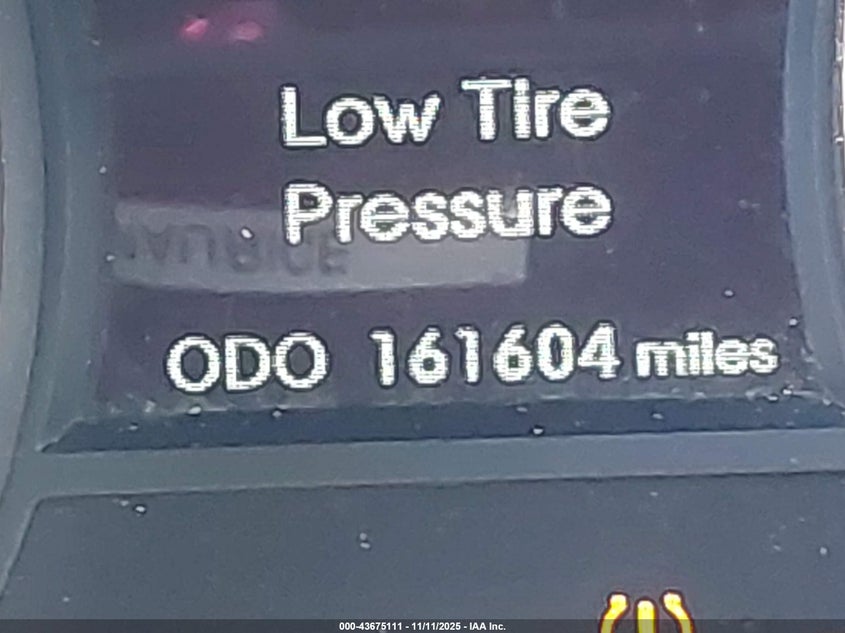 Low Tire
Pressure
ODO 161604 miles
000-43675111 - 11/11/2025 - IAA Inc.